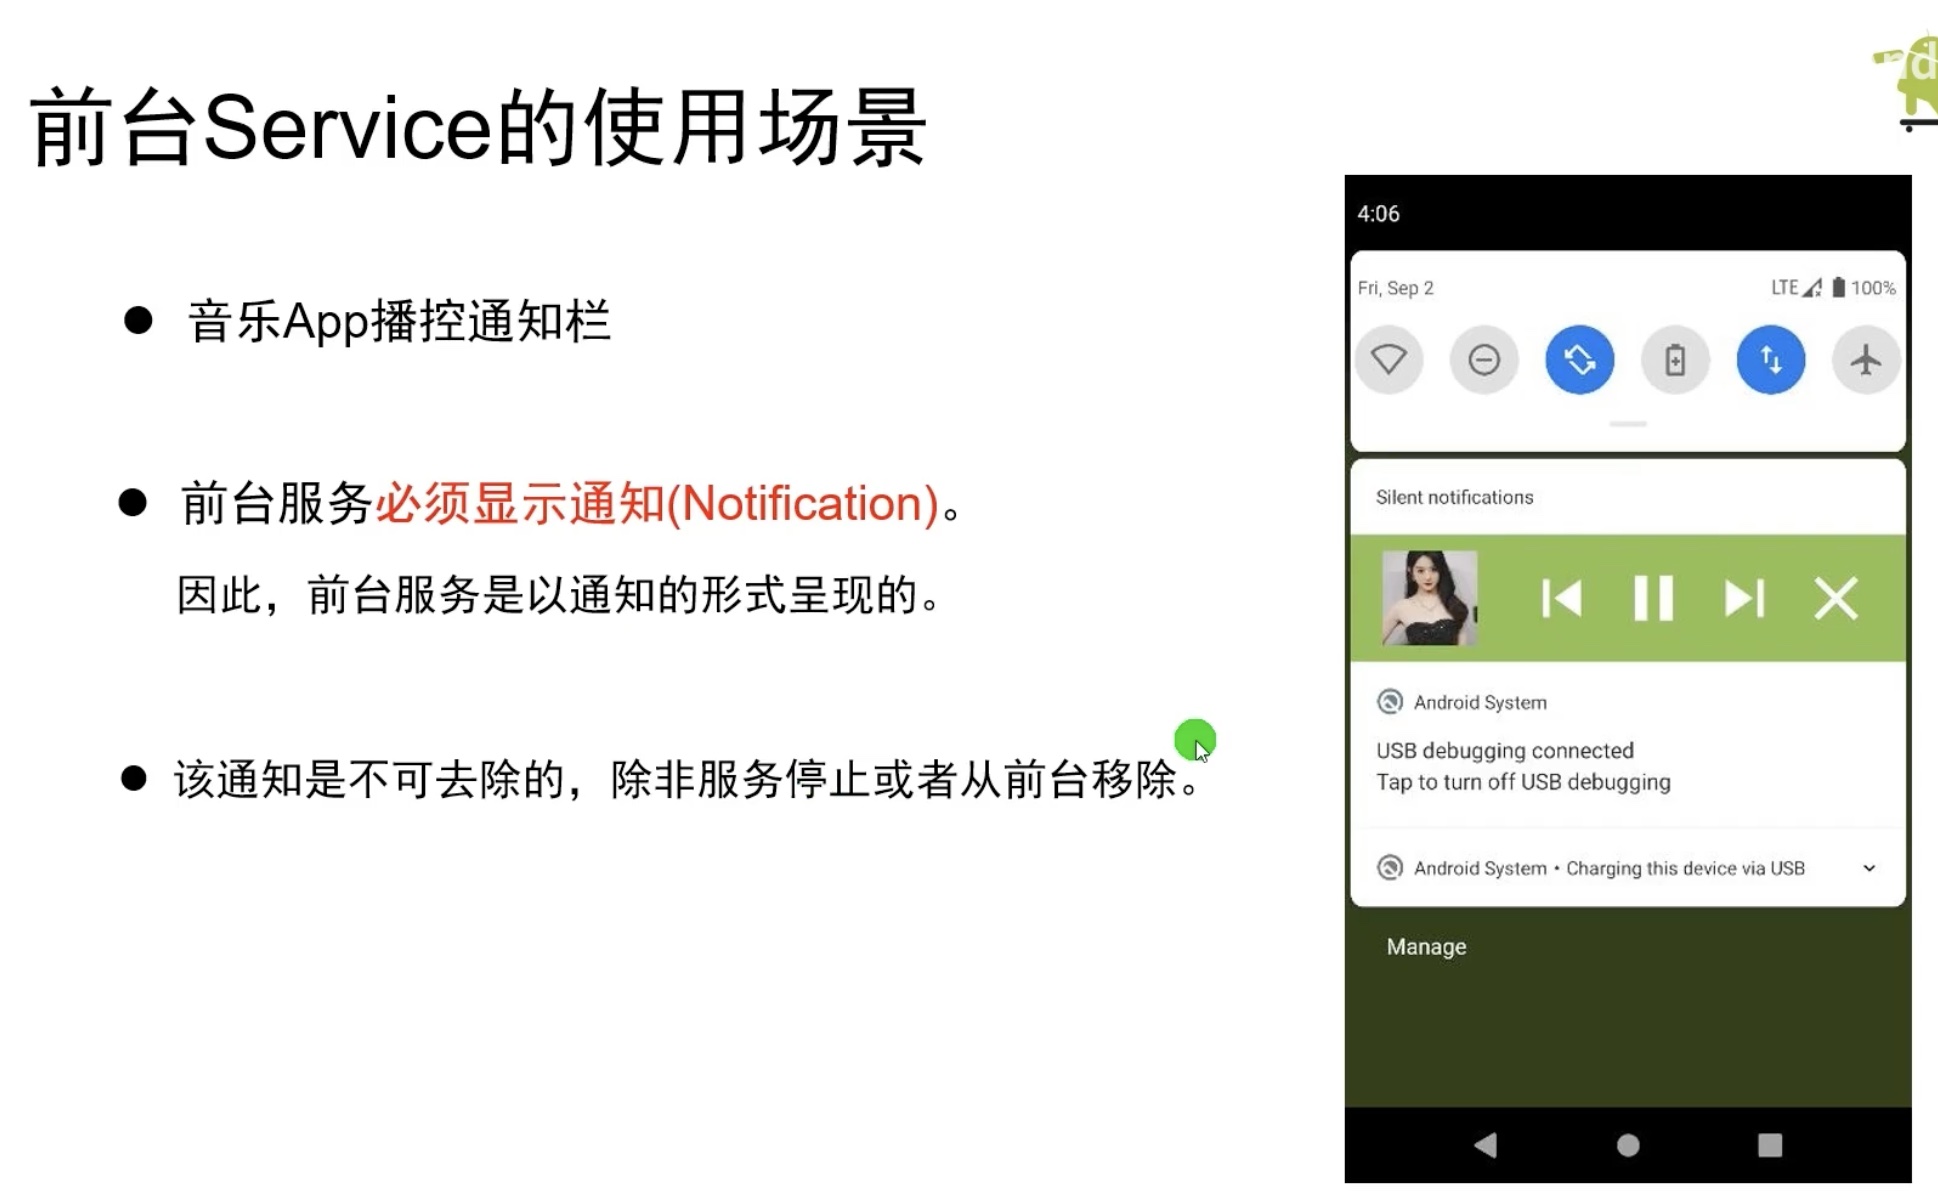 前台Service的使用场景
nd
音乐App播控通知栏
前台服务必须显示通知(Notification)。
因此，前台服务是以通知的形式呈现的。
该通知是不可去除的，除非服务停止或者从前台移除。
4:06
Fri, Sep 2
LTE 100%
Silent notifications
Android System
USB debugging connected
Tap to turn off USB debugging
Android System • Charging this device via USB
Manage